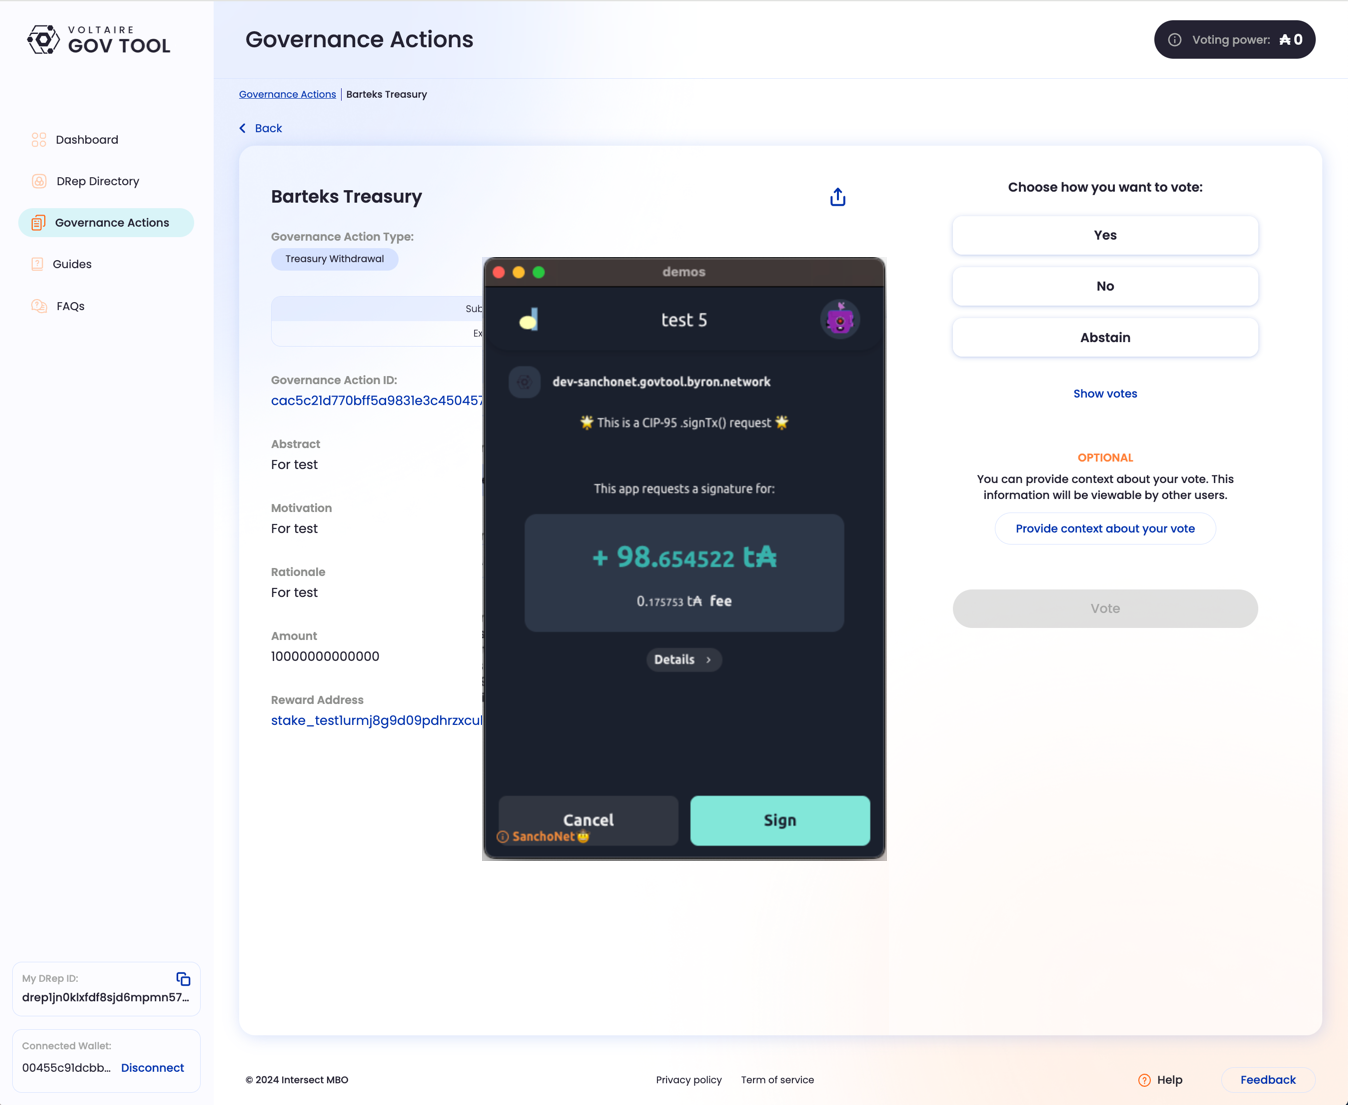 VOLTAIRE
GOV TOOL
Governance Actions
Voting power: ₳ 0
Governance Actions | Barteks Treasury
Back
Dashboard
DRep Directory
Governance Actions
Guides
FAQs
Barteks Treasury
Governance Action Type:
Treasury Withdrawal
Governance Action ID:
cac5c21d770bff5a9831e3c450457
Abstract
For test
Motivation
For test
Rationale
For test
Amount
10000000000000
Reward Address
stake_test1urmj8g9d09pdhrzxcu
demos
test 5
dev-sanchonet.govtool.byron.network
🌟 This is a CIP-95 .signTx() request 🌟
This app requests a signature for:
+ 98.654522 t₳
0.175753 t₳ fee
Details
Cancel
Sign
SanchoNet
Choose how you want to vote:
Yes
No
Abstain
Show votes
OPTIONAL
You can provide context about your vote. This
information will be viewable by other users.
Provide context about your vote
Vote
My DRep ID:
drep1jn0klxfdf8sjd6mpmn57...
Connected Wallet:
00455c91dcbb... Disconnect
© 2024 Intersect MBO
Privacy policy
Term of service
Help
Feedback